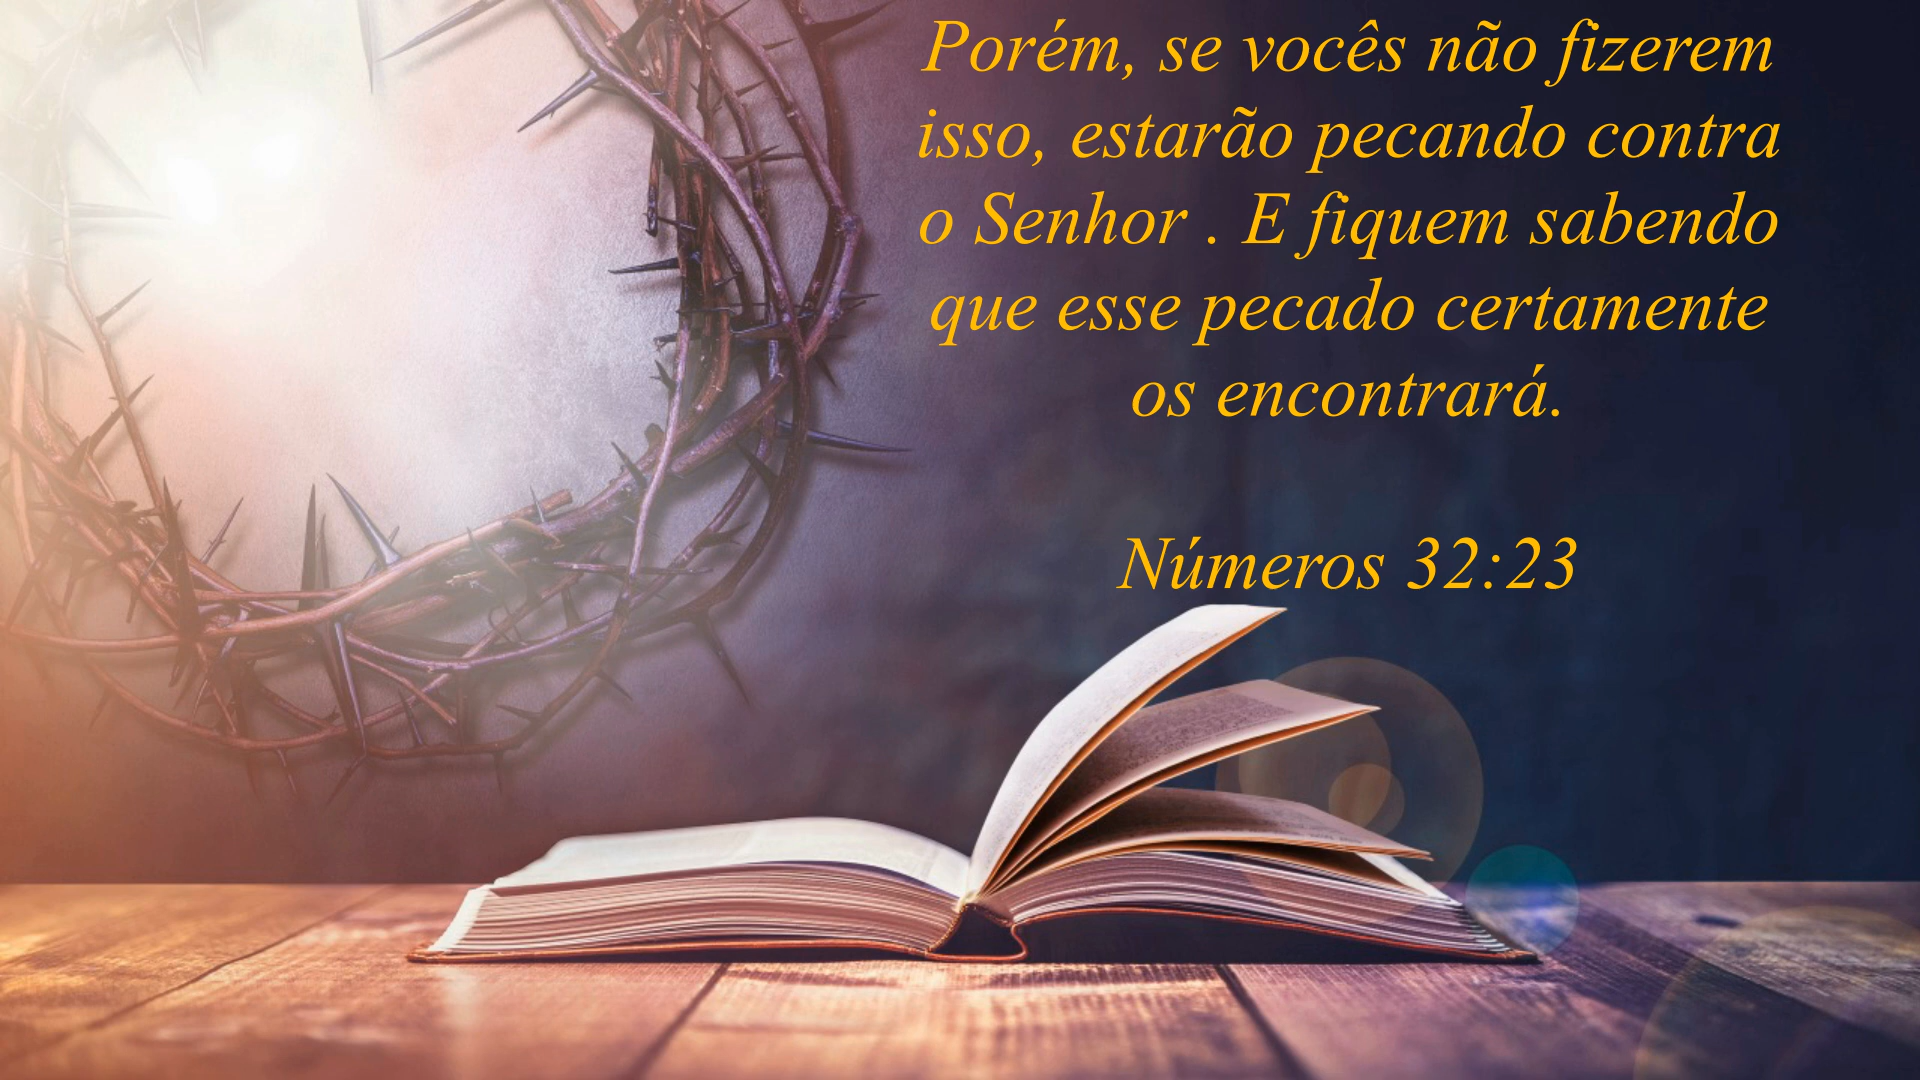 Porém, se vocês não fizerem
isso, estarão pecando contra
o Senhor . E fiquem sabendo
que esse pecado certamente
os encontrará.
Números 32:23